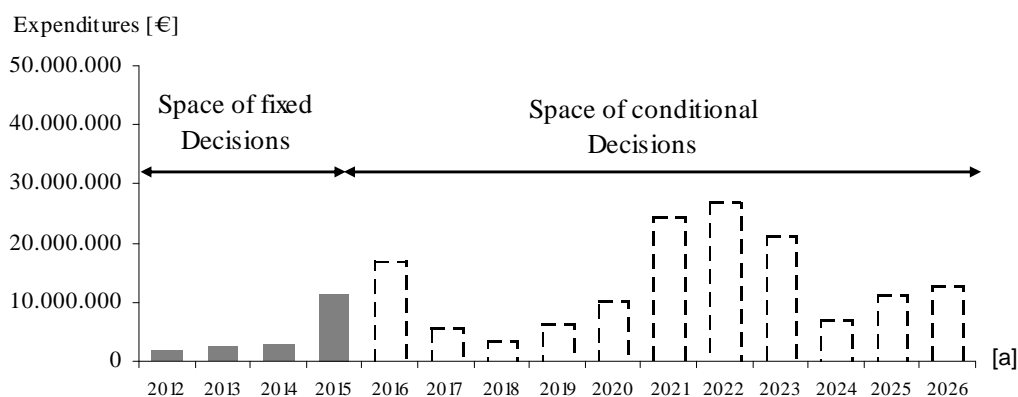 Expenditures [€]
50.000.000
40.000.000
30.000.000
20.000.000
10.000.000
0
Space of fixed
Decisions
Space of conditional
Decisions
2012 2013 2014 2015 2016 2017 2018 2019 2020 2021 2022 2023 2024 2025 2026
[a]